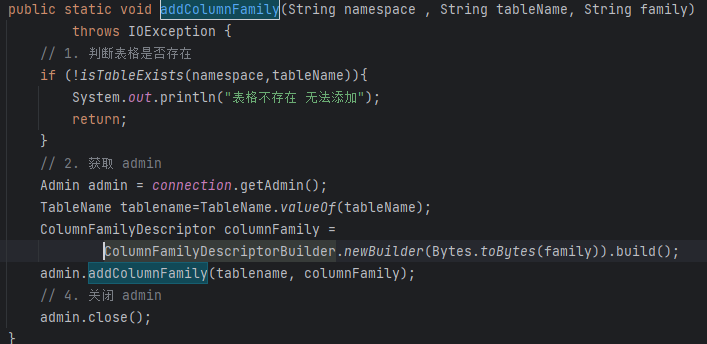 public static void addColumnFamily(String namespace , String tableName, String family)
        throws IOException {
    // 1. 判断表格是否存在
    if (!isTableExists(namespace,tableName)){
        System.out.println("表格不存在 无法添加");
        return;
    }
    // 2. 获取 admin
    Admin admin = connection.getAdmin();
    TableName tablename=TableName.valueOf(tableName);
    ColumnFamilyDescriptor columnFamily =
            ColumnFamilyDescriptorBuilder.newBuilder(Bytes.toBytes(family)).build();
    admin.addColumnFamily(tablename, columnFamily);
    // 4. 关闭 admin
    admin.close();
}